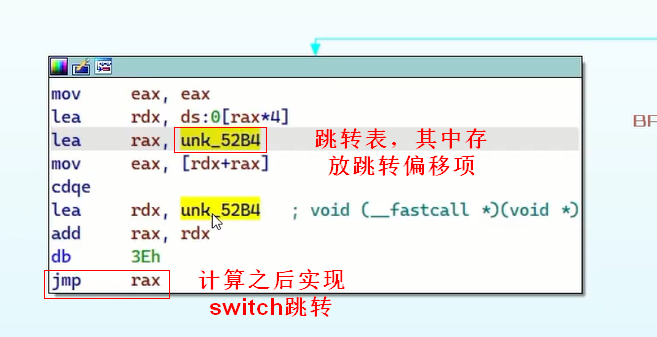 mov eax, eax
lea rdx, ds:0[rax*4]
lea rax, unk_52B4
跳转表，其中存
放跳转偏移项
mov eax, [rdx+rax]
cdqe
lea rdx, unk_52B4 ; void (__fastcall *)(void *)
add rax, rdx
db 3Eh
jmp rax
计算之后实现
switch跳转